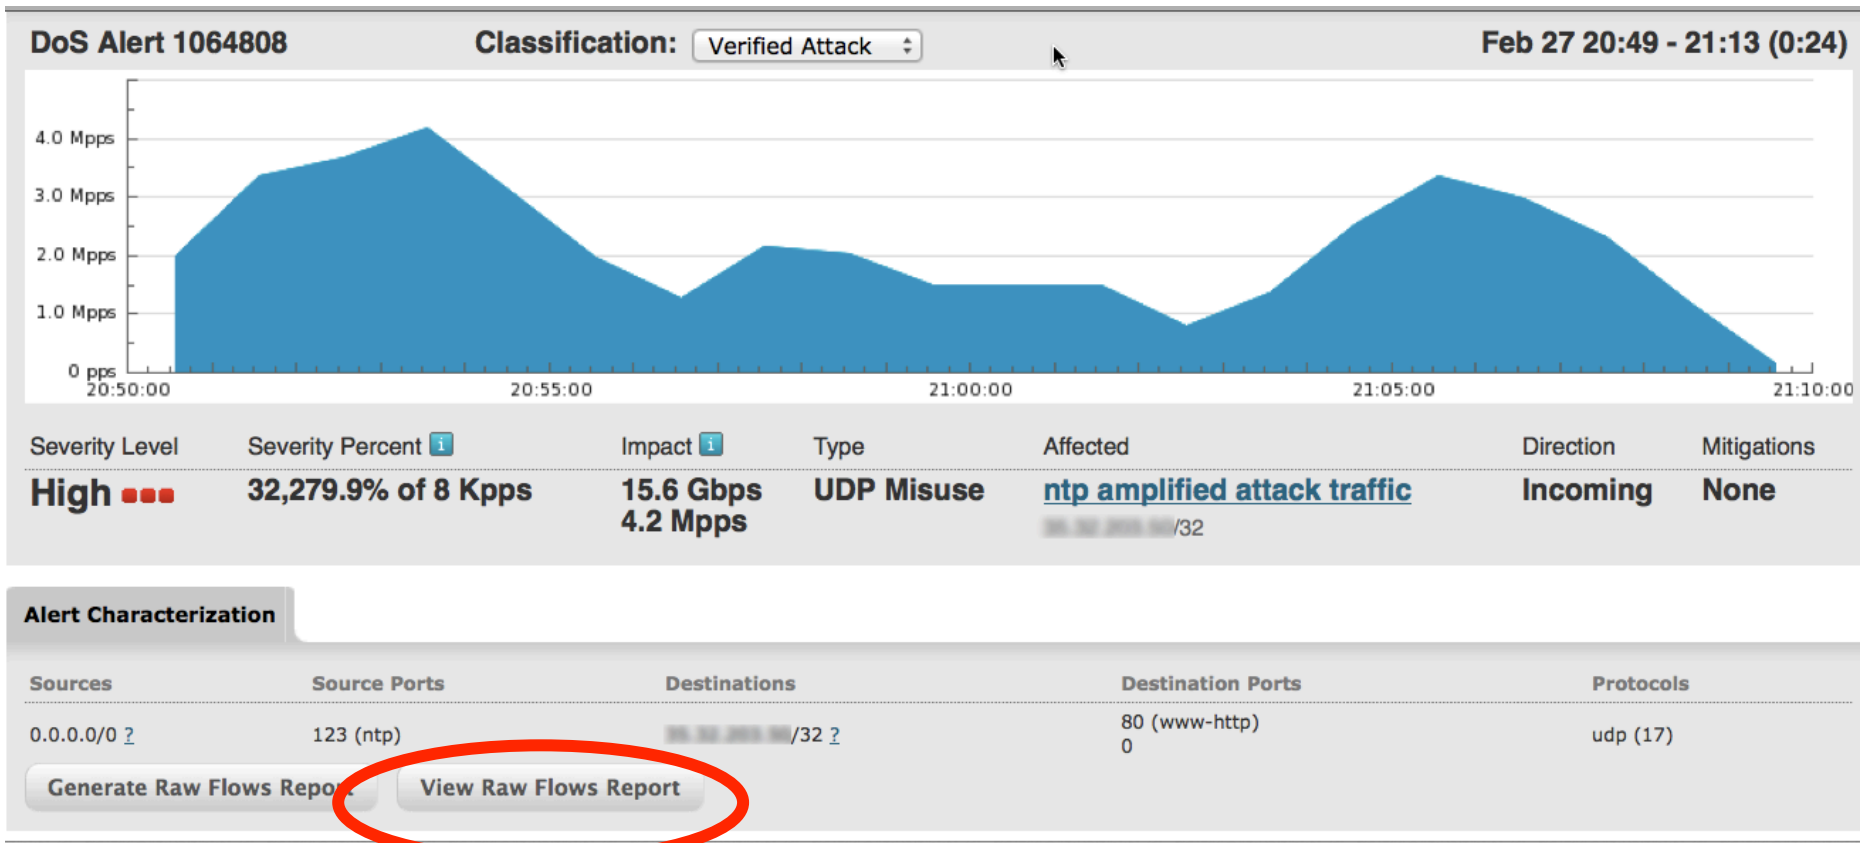 DoS Alert 1064808 Classification: Verified Attack Feb 27 20:49 - 21:13 (0:24)
4.0 Mpps
3.0 Mpps
2.0 Mpps
1.0 Mpps
0 pps
20:50:00 20:55:00 21:00:00 21:05:00 21:10:00
Severity Level Severity Percent i Impact i Type Affected Direction Mitigations
High 32,279.9% of 8 Kpps 15.6 Gbps UDP Misuse ntp amplified attack traffic Incoming None
4.2 Mpps /32
Alert Characterization
Sources Source Ports Destinations Destination Ports Protocols
0.0.0.0/0 ? 123 (ntp) /32 ? 80 (www-http) udp (17)
0
Generate Raw Flows Report View Raw Flows Report